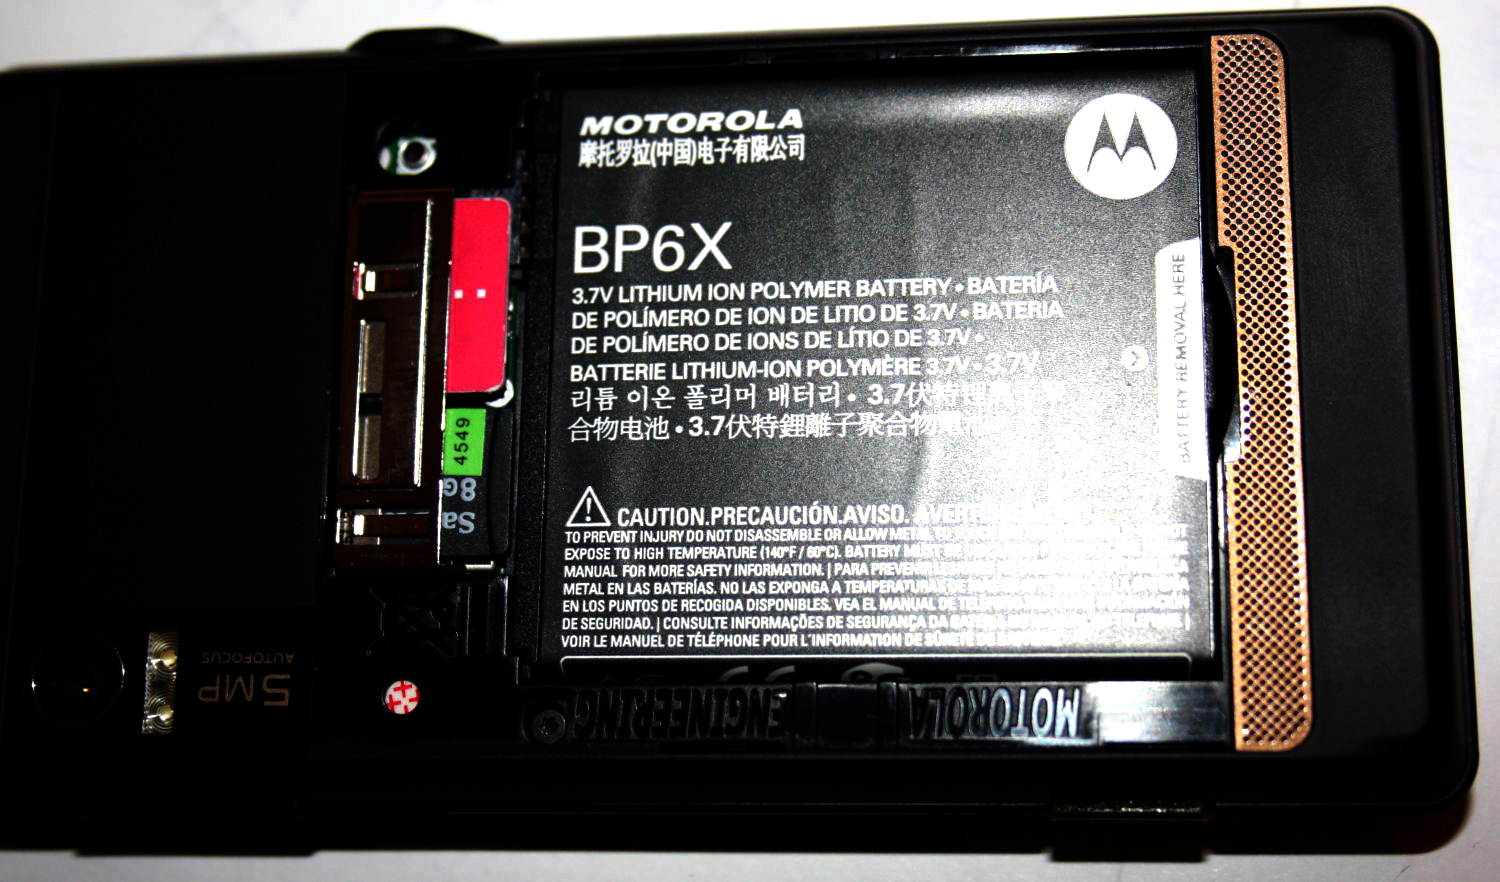 MOTOROLA
摩托罗拉(中国)电子有限公司
BP6X
3.7V LITHIUM ION POLYMER BATTERY • BATERÍA
DE POLÍMERO DE ION DE LITIO DE 3.7V • BATERIA
DE POLÍMERO DE IONS DE LÍTIO DE 3.7V •
BATTERIE LITHIUM-ION POLYMÈRE 3.7V • 3.7V
리튬 이온 폴리머 배터리 • 3.7伏特
合物电池 • 3.7伏特鋰離子聚合物電池
BATTERY REMOVAL HERE
CAUTION.PRECAUCIÓN.AVISO.
TO PREVENT INJURY DO NOT DISASSEMBLE OR ALLOW
EXPOSE TO HIGH TEMPERATURE (140°F / 60°C). BATTERY
MANUAL FOR MORE SAFETY INFORMATION. | PARA
METAL EN LAS BATERÍAS. NO LAS EXPONGA A TEMPERATURAS
EN LOS PUNTOS DE RECOGIDA DISPONIBLES. VEA EL MANUAL DE
DE SEGURIDAD. | CONSULTE INFORMAÇÕES DE SEGURANÇA DA
VOIR LE MANUEL DE TÉLÉPHONE POUR L'INFORMATION DE
4549
8G
Sa
5MP
AUTOFOCUS
MOTOROLA
ENGINEERING